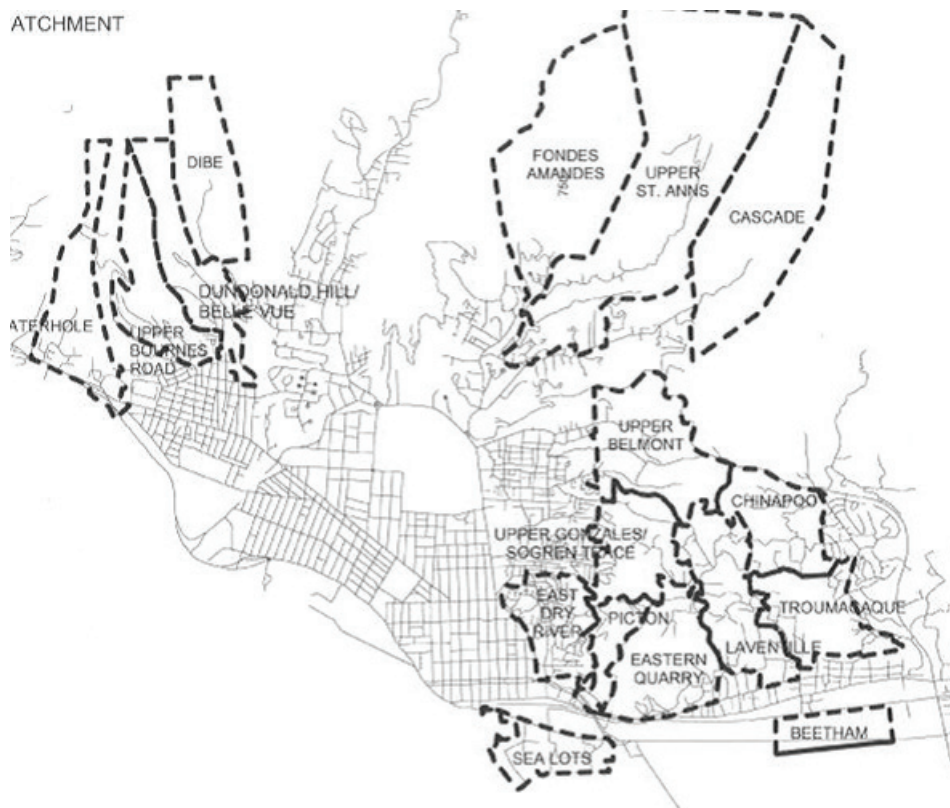 ATCHMENT
DIBE
FONDES
AMANDES
750
UPPER
ST. ANNS
CASCADE
DUNDONALD HILL/
BELLE VUE
ATERHOLE
UPPER
BOURNES
ROAD
UPPER
BELMONT
CHINAPOO
UPPER GONZALES/
SOGREN TRACE
EAST
DRY
RIVER
PICTON
TROUMACAQUE
EASTERN
QUARRY
LAVENTILLE
BEETHAM
SEA LOTS